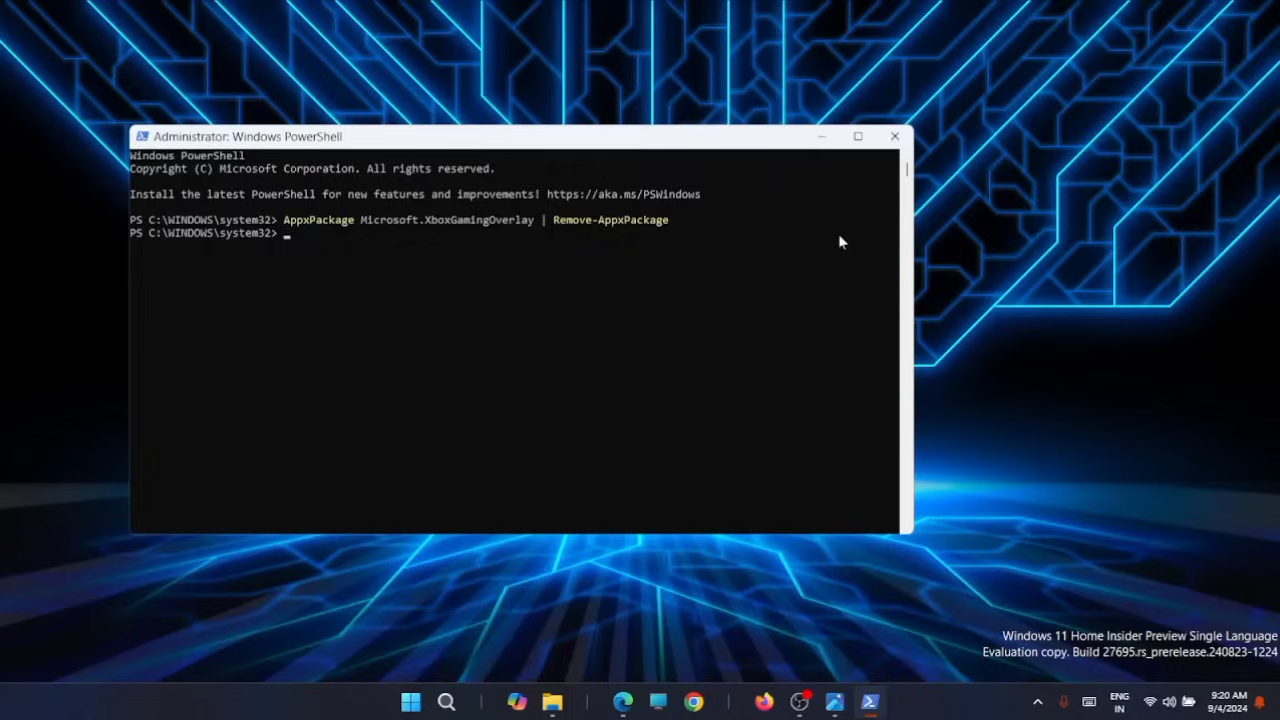 Administrator: Windows PowerShell
Windows PowerShell
Copyright (C) Microsoft Corporation. All rights reserved.
Install the latest PowerShell for new features and improvements! https://aka.ms/PSWindows
PS C:\WINDOWS\system32> AppxPackage Microsoft.XboxGamingOverlay | Remove-AppxPackage
PS C:\WINDOWS\system32> _
Windows 11 Home Insider Preview Single Language
Evaluation copy. Build 27695.rs_prerelease.240823-1224
ENG
IN
9:20 AM
9/4/2024